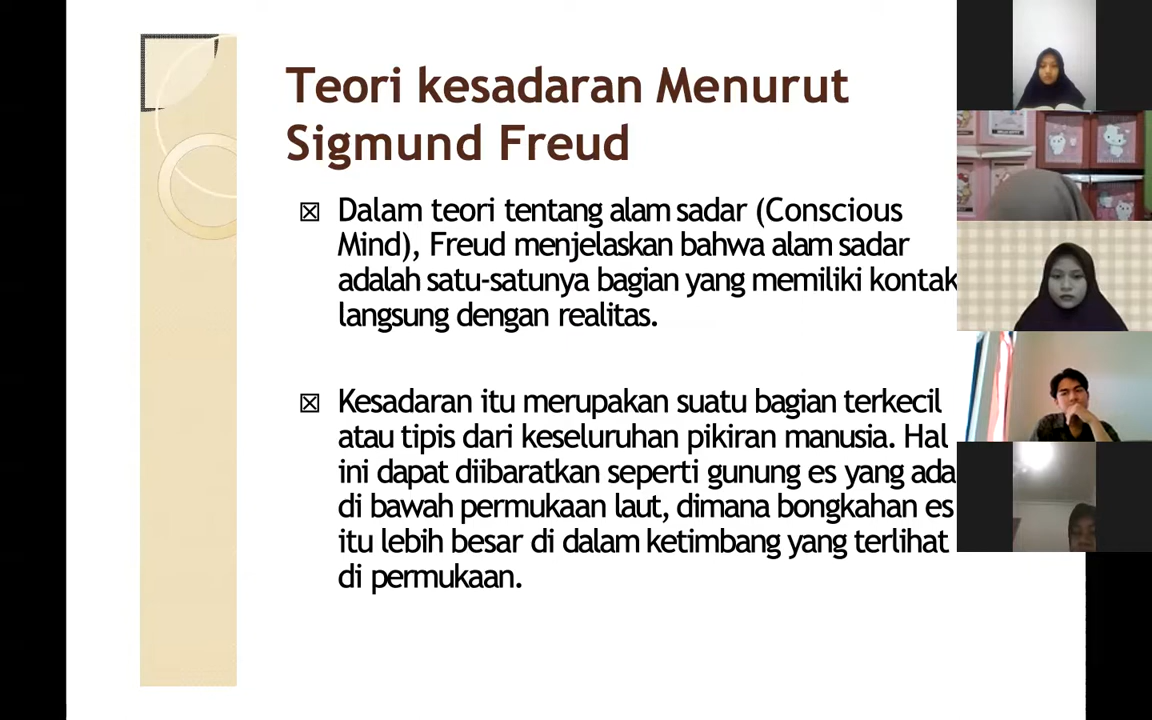 Teori kesadaran Menurut
Sigmund Freud
Dalam teori tentang alam sadar (Conscious
Mind), Freud menjelaskan bahwa alam sadar
adalah satu-satunya bagian yang memiliki kontak
langsung dengan realitas.
Kesadaran itu merupakan suatu bagian terkecil
atau tipis dari keseluruhan pikiran manusia. Hal
ini dapat diibaratkan seperti gunung es yang ada
di bawah permukaan laut, dimana bongkahan es
itu lebih besar di dalam ketimbang yang terlihat
di permukaan.